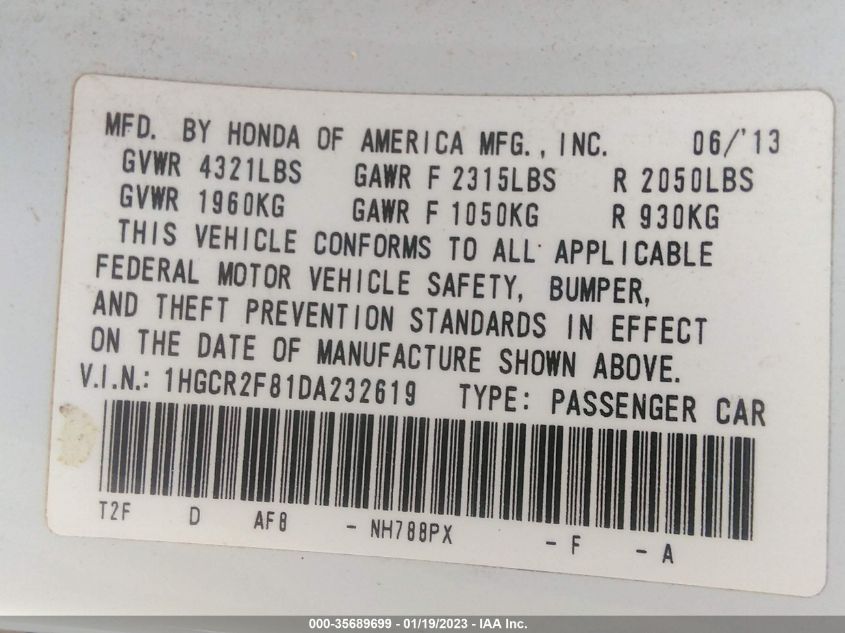 MFD. BY HONDA OF AMERICA MFG., INC. 06/'13
GVWR 4321LBS GAWR F 2315LBS R 2050LBS
GVWR 1960KG GAWR F 1050KG R 930KG
THIS VEHICLE CONFORMS TO ALL APPLICABLE
FEDERAL MOTOR VEHICLE SAFETY, BUMPER,
AND THEFT PREVENTION STANDARDS IN EFFECT
ON THE DATE OF MANUFACTURE SHOWN ABOVE.
V.I.N.: 1HGCR2F81DA232619 TYPE: PASSENGER CAR
T2F D AF8 - NH788PX - F - A
000-35689699 - 01/19/2023 - IAA Inc.